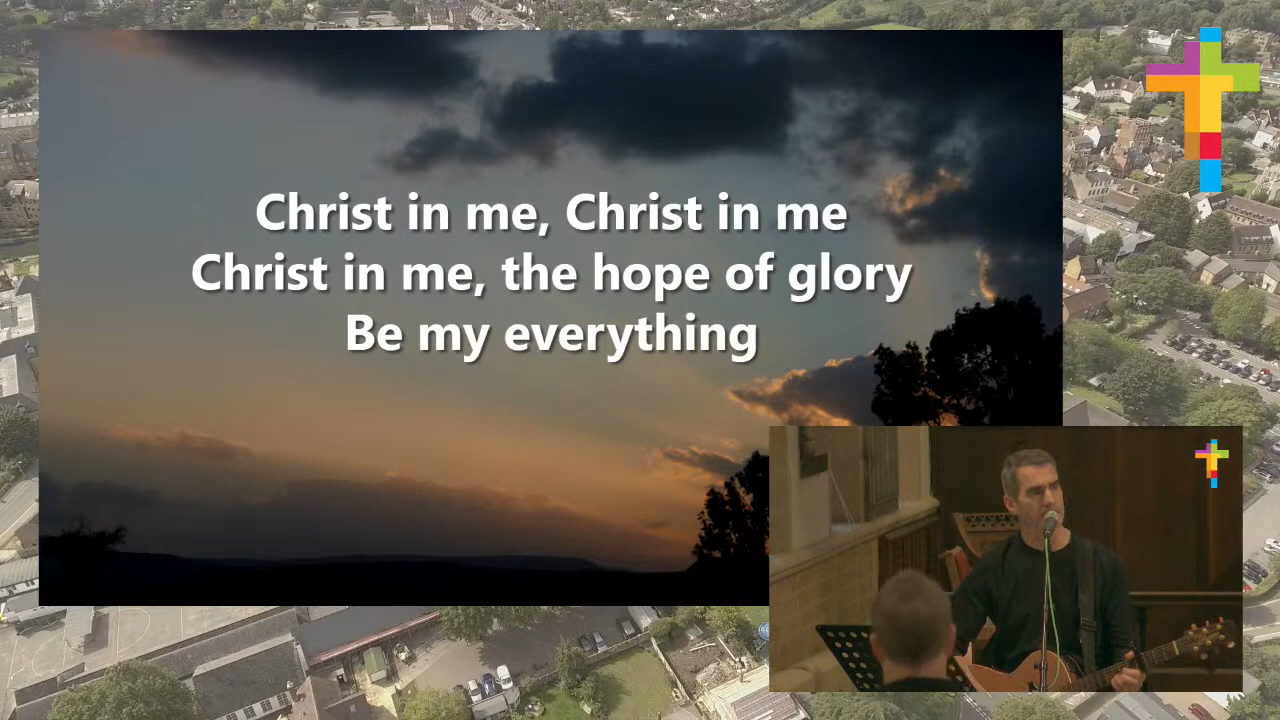 Christ in me, Christ in me
Christ in me, the hope of glory
Be my everything